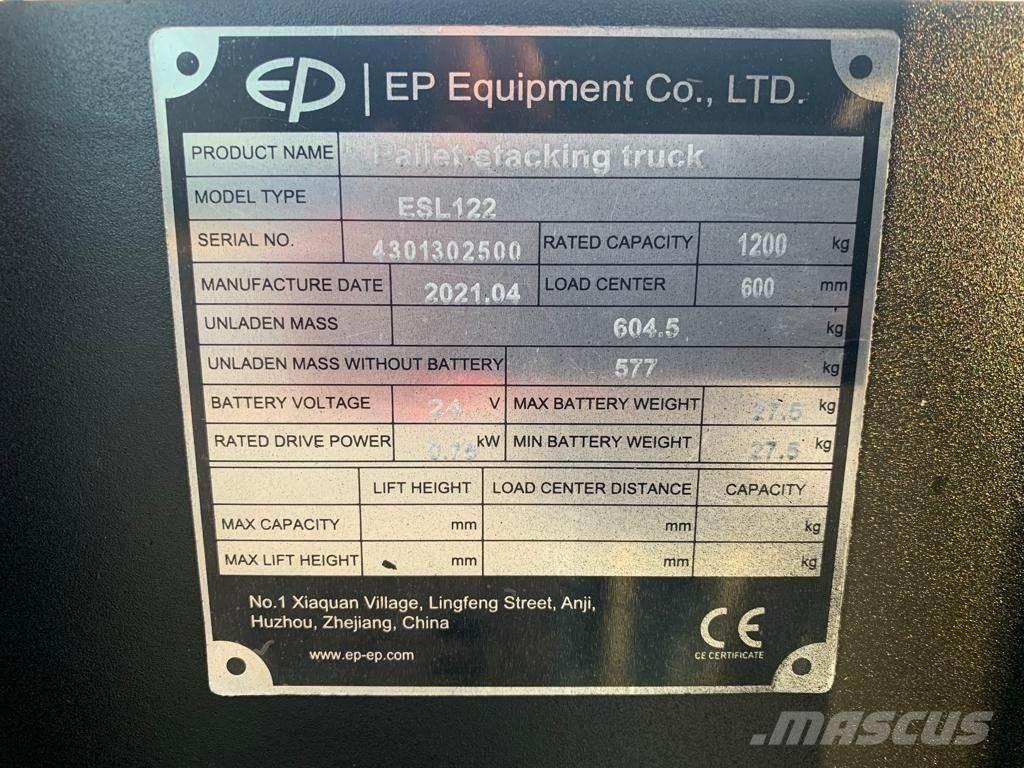 EP | EP Equipment Co., LTD.
PRODUCT NAME Pallet stacking truck
MODEL TYPE ESL122
SERIAL NO. 4301302500 RATED CAPACITY 1200 kg
MANUFACTURE DATE 2021.04 LOAD CENTER 600 mm
UNLADEN MASS 604.5 kg
UNLADEN MASS WITHOUT BATTERY 577 kg
BATTERY VOLTAGE 24 V MAX BATTERY WEIGHT 27.5 kg
RATED DRIVE POWER 0.75 kW MIN BATTERY WEIGHT 27.5 kg
LIFT HEIGHT LOAD CENTER DISTANCE CAPACITY
MAX CAPACITY mm mm kg
MAX LIFT HEIGHT mm mm kg
No.1 Xiaquan Village, Lingfeng Street, Anji,
Huzhou, Zhejiang, China
www.ep-ep.com
CE
CE CERTIFICATE
MASCUS